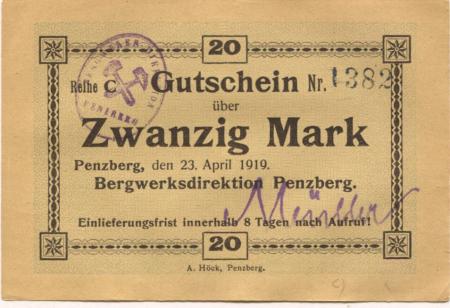 20
Reihe C Gutschein Nr. 1382
über
Zwanzig Mark
Penzberg, den 23. April 1919.
Bergwerksdirektion Penzberg.
Einlieferungsfrist innerhalb 8 Tagen nach Aufruf!
20
A. Höck, Penzberg.